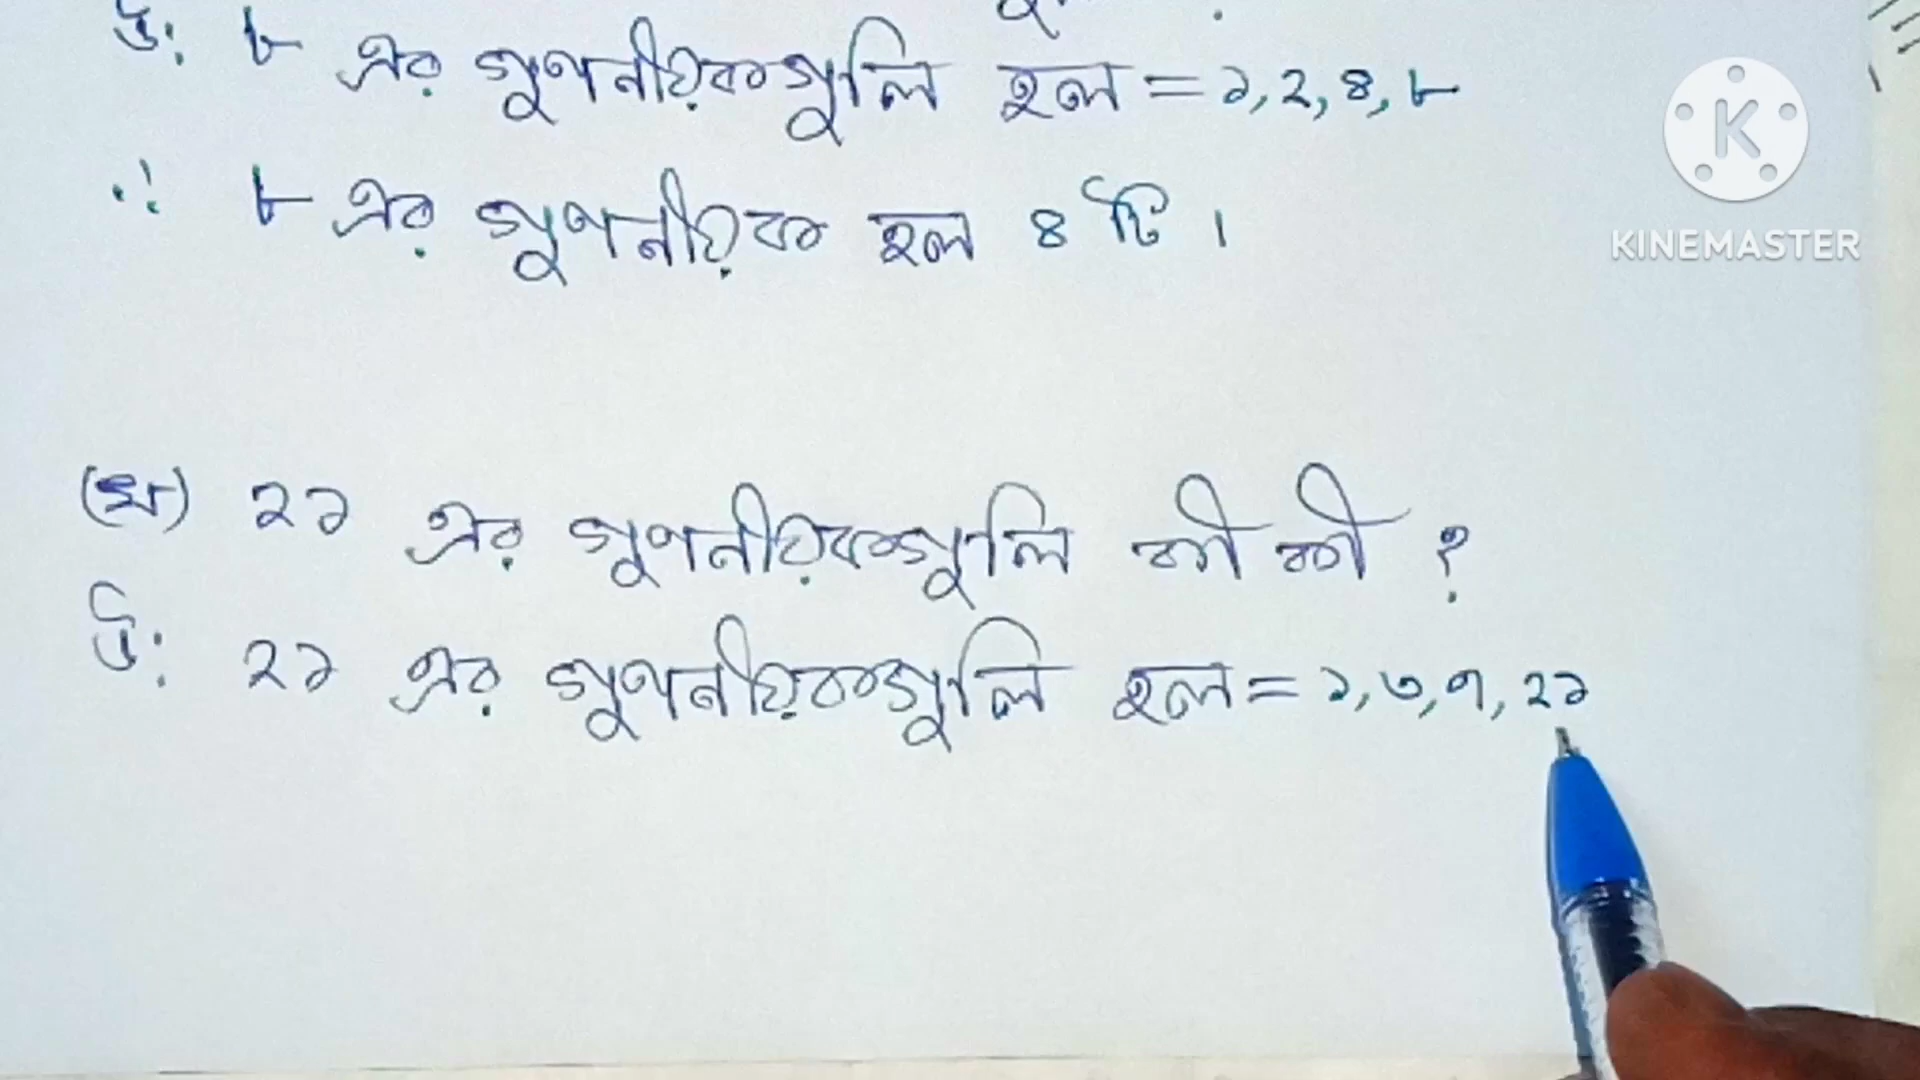 উ: ৮ এর গুণনীয়কগুলি হল = ১, ২, ৪, ৮
∴ ৮ এর গুণনীয়ক হল ৪ টি ।
(খ) ২১ এর গুণনীয়কগুলি কী কী ?
উ: ২১ এর গুণনীয়কগুলি হল = ১, ৩, ৭, ২১
KINEMASTER